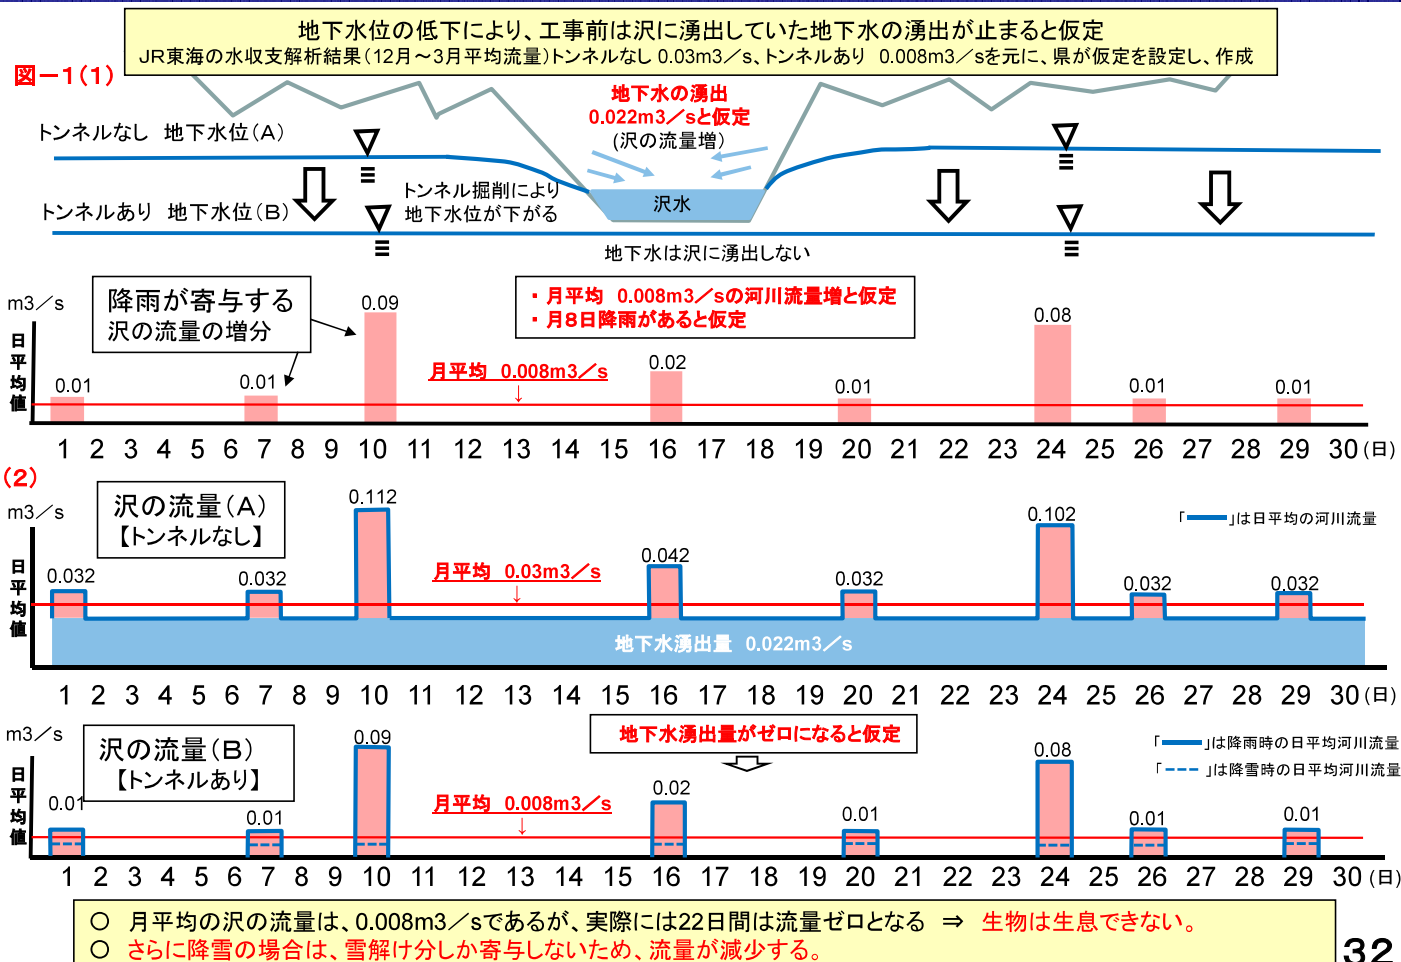 地下水位の低下により、工事前は沢に湧出していた地下水の湧出が止まると仮定
JR東海の水収支解析結果(12月～3月平均流量)トンネルなし 0.03m3／s、トンネルあり 0.008m3／sを元に、県が仮定を設定し、作成
図－1(1)
地下水の湧出
0.022m3／sと仮定
(沢の流量増)
トンネルなし 地下水位(A)
トンネル掘削により
地下水位が下がる
沢水
トンネルあり 地下水位(B)
地下水は沢に湧出しない
m3／s
日平均値
降雨が寄与する
沢の流量の増分
・月平均 0.008m3／sの河川流量増と仮定
・月8日降雨があると仮定
月平均 0.008m3／s
↓
0.01
0.01
0.09
0.02
0.01
0.08
0.01
0.01
1 2 3 4 5 6 7 8 9 10 11 12 13 14 15 16 17 18 19 20 21 22 23 24 25 26 27 28 29 30 (日)
(2)
m3／s
日平均値
沢の流量(A)
【トンネルなし】
「 」は日平均の河川流量
月平均 0.03m3／s
↓
0.032
0.032
0.112
0.042
0.032
0.102
0.032
0.032
地下水湧出量 0.022m3／s
1 2 3 4 5 6 7 8 9 10 11 12 13 14 15 16 17 18 19 20 21 22 23 24 25 26 27 28 29 30 (日)
m3／s
日平均値
沢の流量(B)
【トンネルあり】
地下水湧出量がゼロになると仮定
「 」は降雨時の日平均河川流量
「 」は降雪時の日平均河川流量
月平均 0.008m3／s
↓
0.01
0.01
0.09
0.02
0.01
0.08
0.01
0.01
1 2 3 4 5 6 7 8 9 10 11 12 13 14 15 16 17 18 19 20 21 22 23 24 25 26 27 28 29 30 (日)
○ 月平均の沢の流量は、0.008m3／sであるが、実際には22日間は流量ゼロとなる ⇒ 生物は生息できない。
○ さらに降雪の場合は、雪解け分しか寄与しないため、流量が減少する。
32